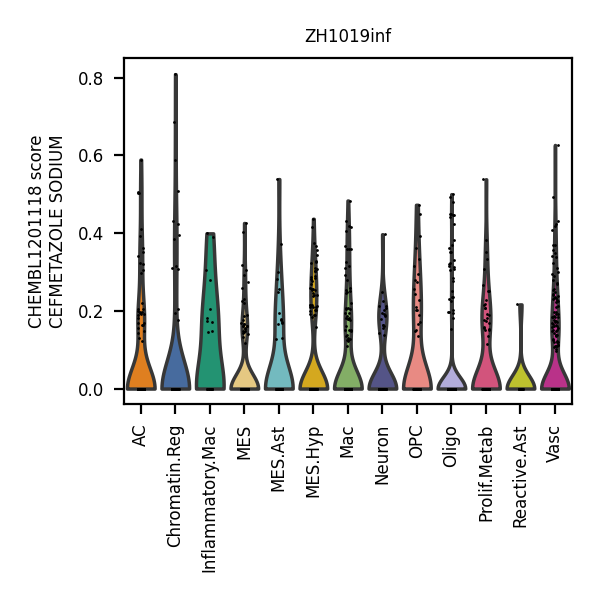 ZH1019inf
CHEMBL1201118 score
CEFMETAZOLE SODIUM
0.8
0.6
0.4
0.2
0.0
AC
Chromatin.Reg
Inflammatory.Mac
MES
MES.Ast
MES.Hyp
Mac
Neuron
OPC
Oligo
Prolif.Metab
Reactive.Ast
Vasc